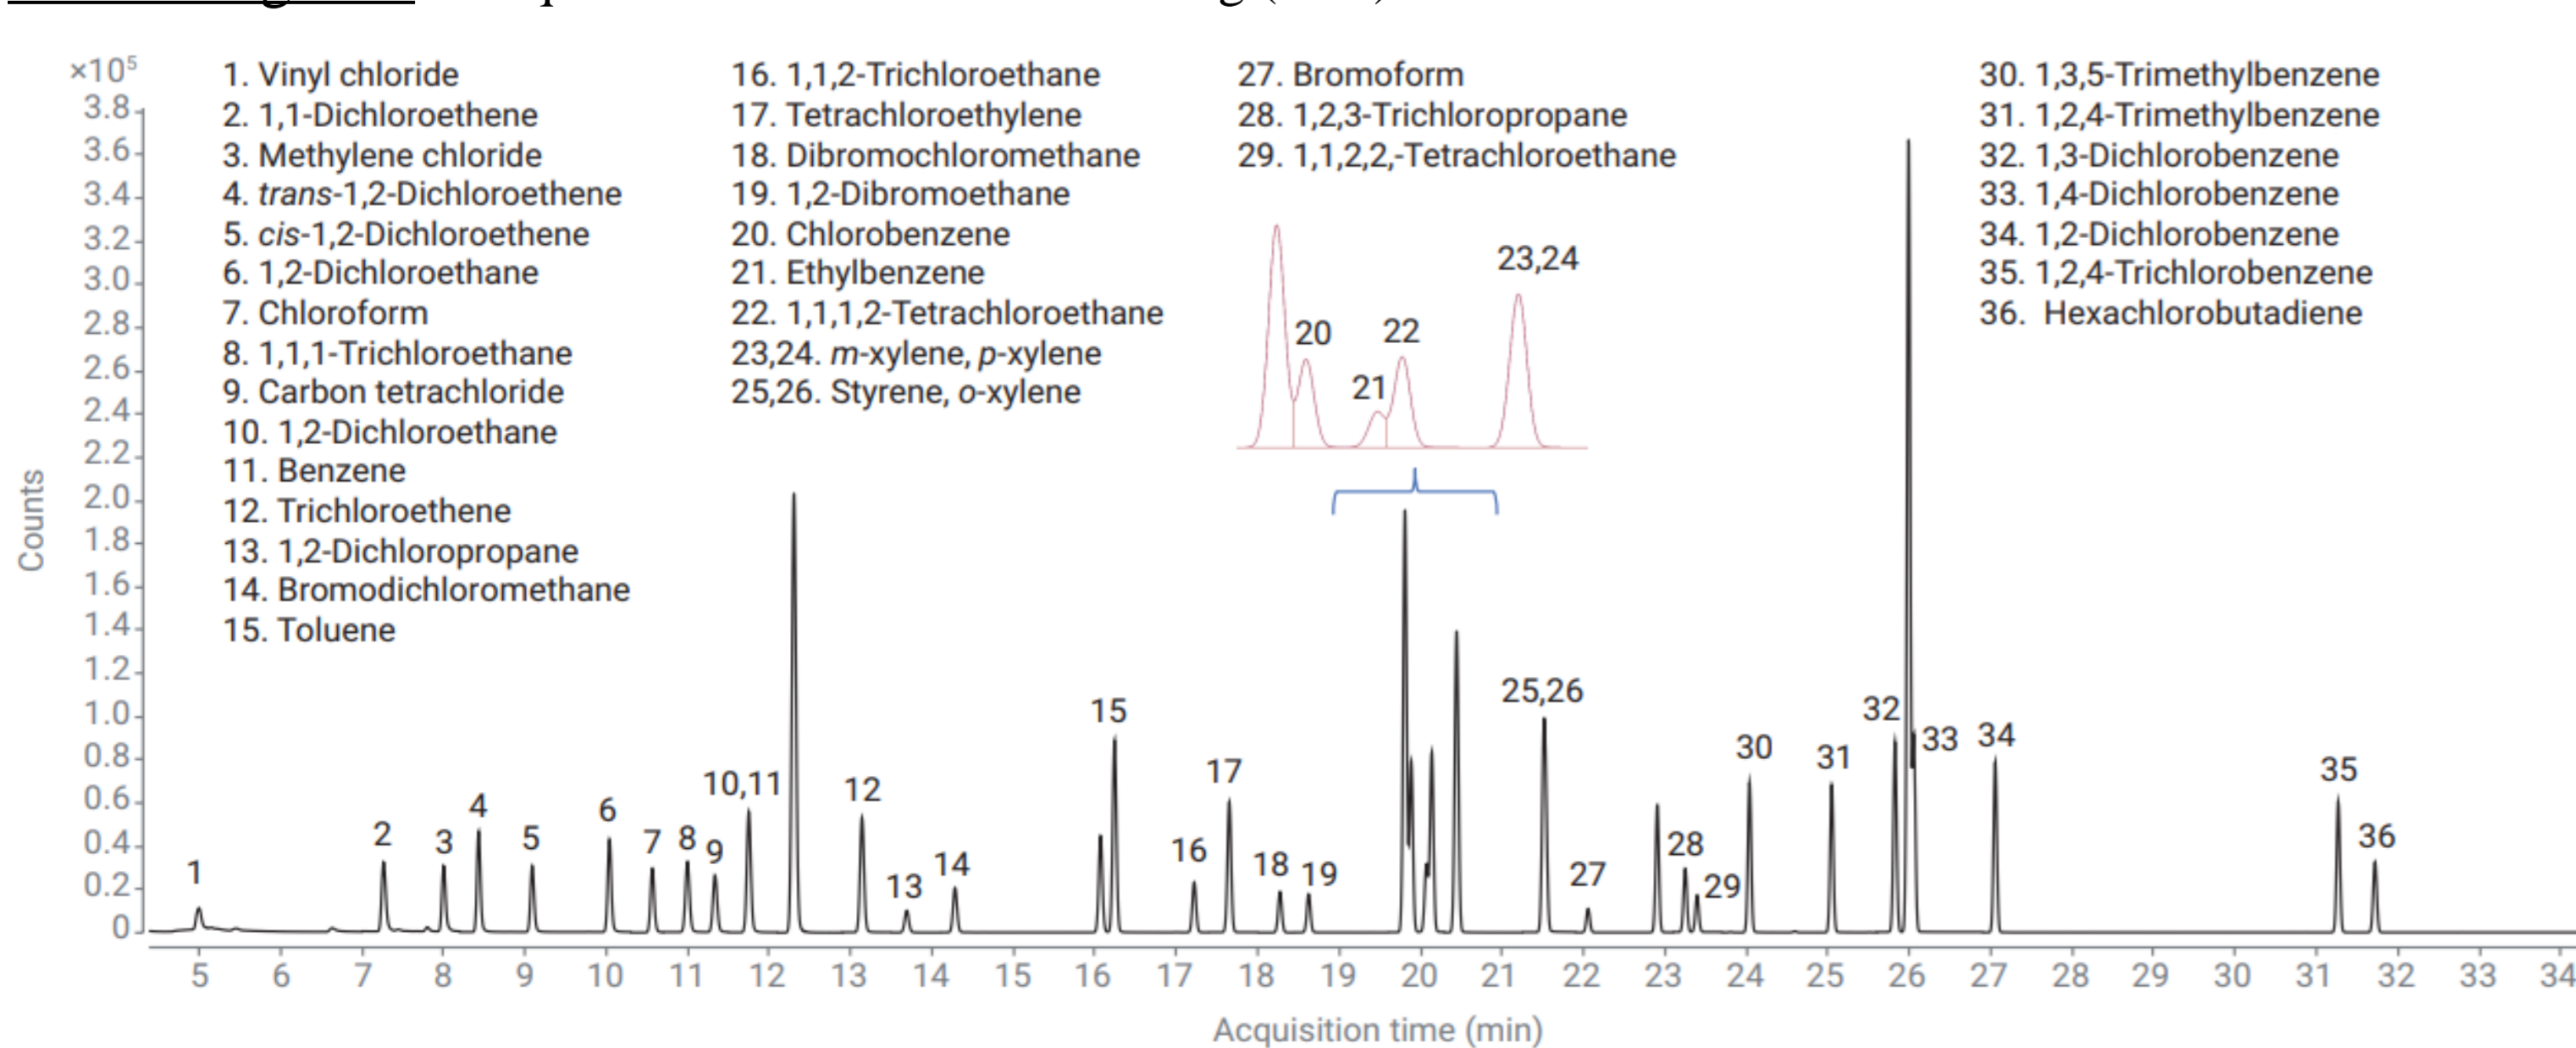 ×10⁵
1. Vinyl chloride
2. 1,1-Dichloroethene
3. Methylene chloride
4. trans-1,2-Dichloroethene
5. cis-1,2-Dichloroethene
6. 1,2-Dichloroethane
7. Chloroform
8. 1,1,1-Trichloroethane
9. Carbon tetrachloride
10. 1,2-Dichloroethane
11. Benzene
12. Trichloroethene
13. 1,2-Dichloropropane
14. Bromodichloromethane
15. Toluene
16. 1,1,2-Trichloroethane
17. Tetrachloroethylene
18. Dibromochloromethane
19. 1,2-Dibromoethane
20. Chlorobenzene
21. Ethylbenzene
22. 1,1,1,2-Tetrachloroethane
23,24. m-xylene, p-xylene
25,26. Styrene, o-xylene
27. Bromoform
28. 1,2,3-Trichloropropane
29. 1,1,2,2,-Tetrachloroethane
30. 1,3,5-Trimethylbenzene
31. 1,2,4-Trimethylbenzene
32. 1,3-Dichlorobenzene
33. 1,4-Dichlorobenzene
34. 1,2-Dichlorobenzene
35. 1,2,4-Trichlorobenzene
36. Hexachlorobutadiene
3.8
3.6
3.4
3.2
3.0
2.8
2.6
2.4
2.2
2.0
1.8
1.6
1.4
1.2
1.0
0.8
0.6
0.4
0.2
0
Counts
20
21
22
23,24
1
2
3
4
5
6
7
8
9
10,11
12
13
14
15
16
17
18
19
25,26
27
28
29
30
31
32
33
34
35
36
5 6 7 8 9 10 11 12 13 14 15 16 17 18 19 20 21 22 23 24 25 26 27 28 29 30 31 32 33 34
Acquisition time (min)